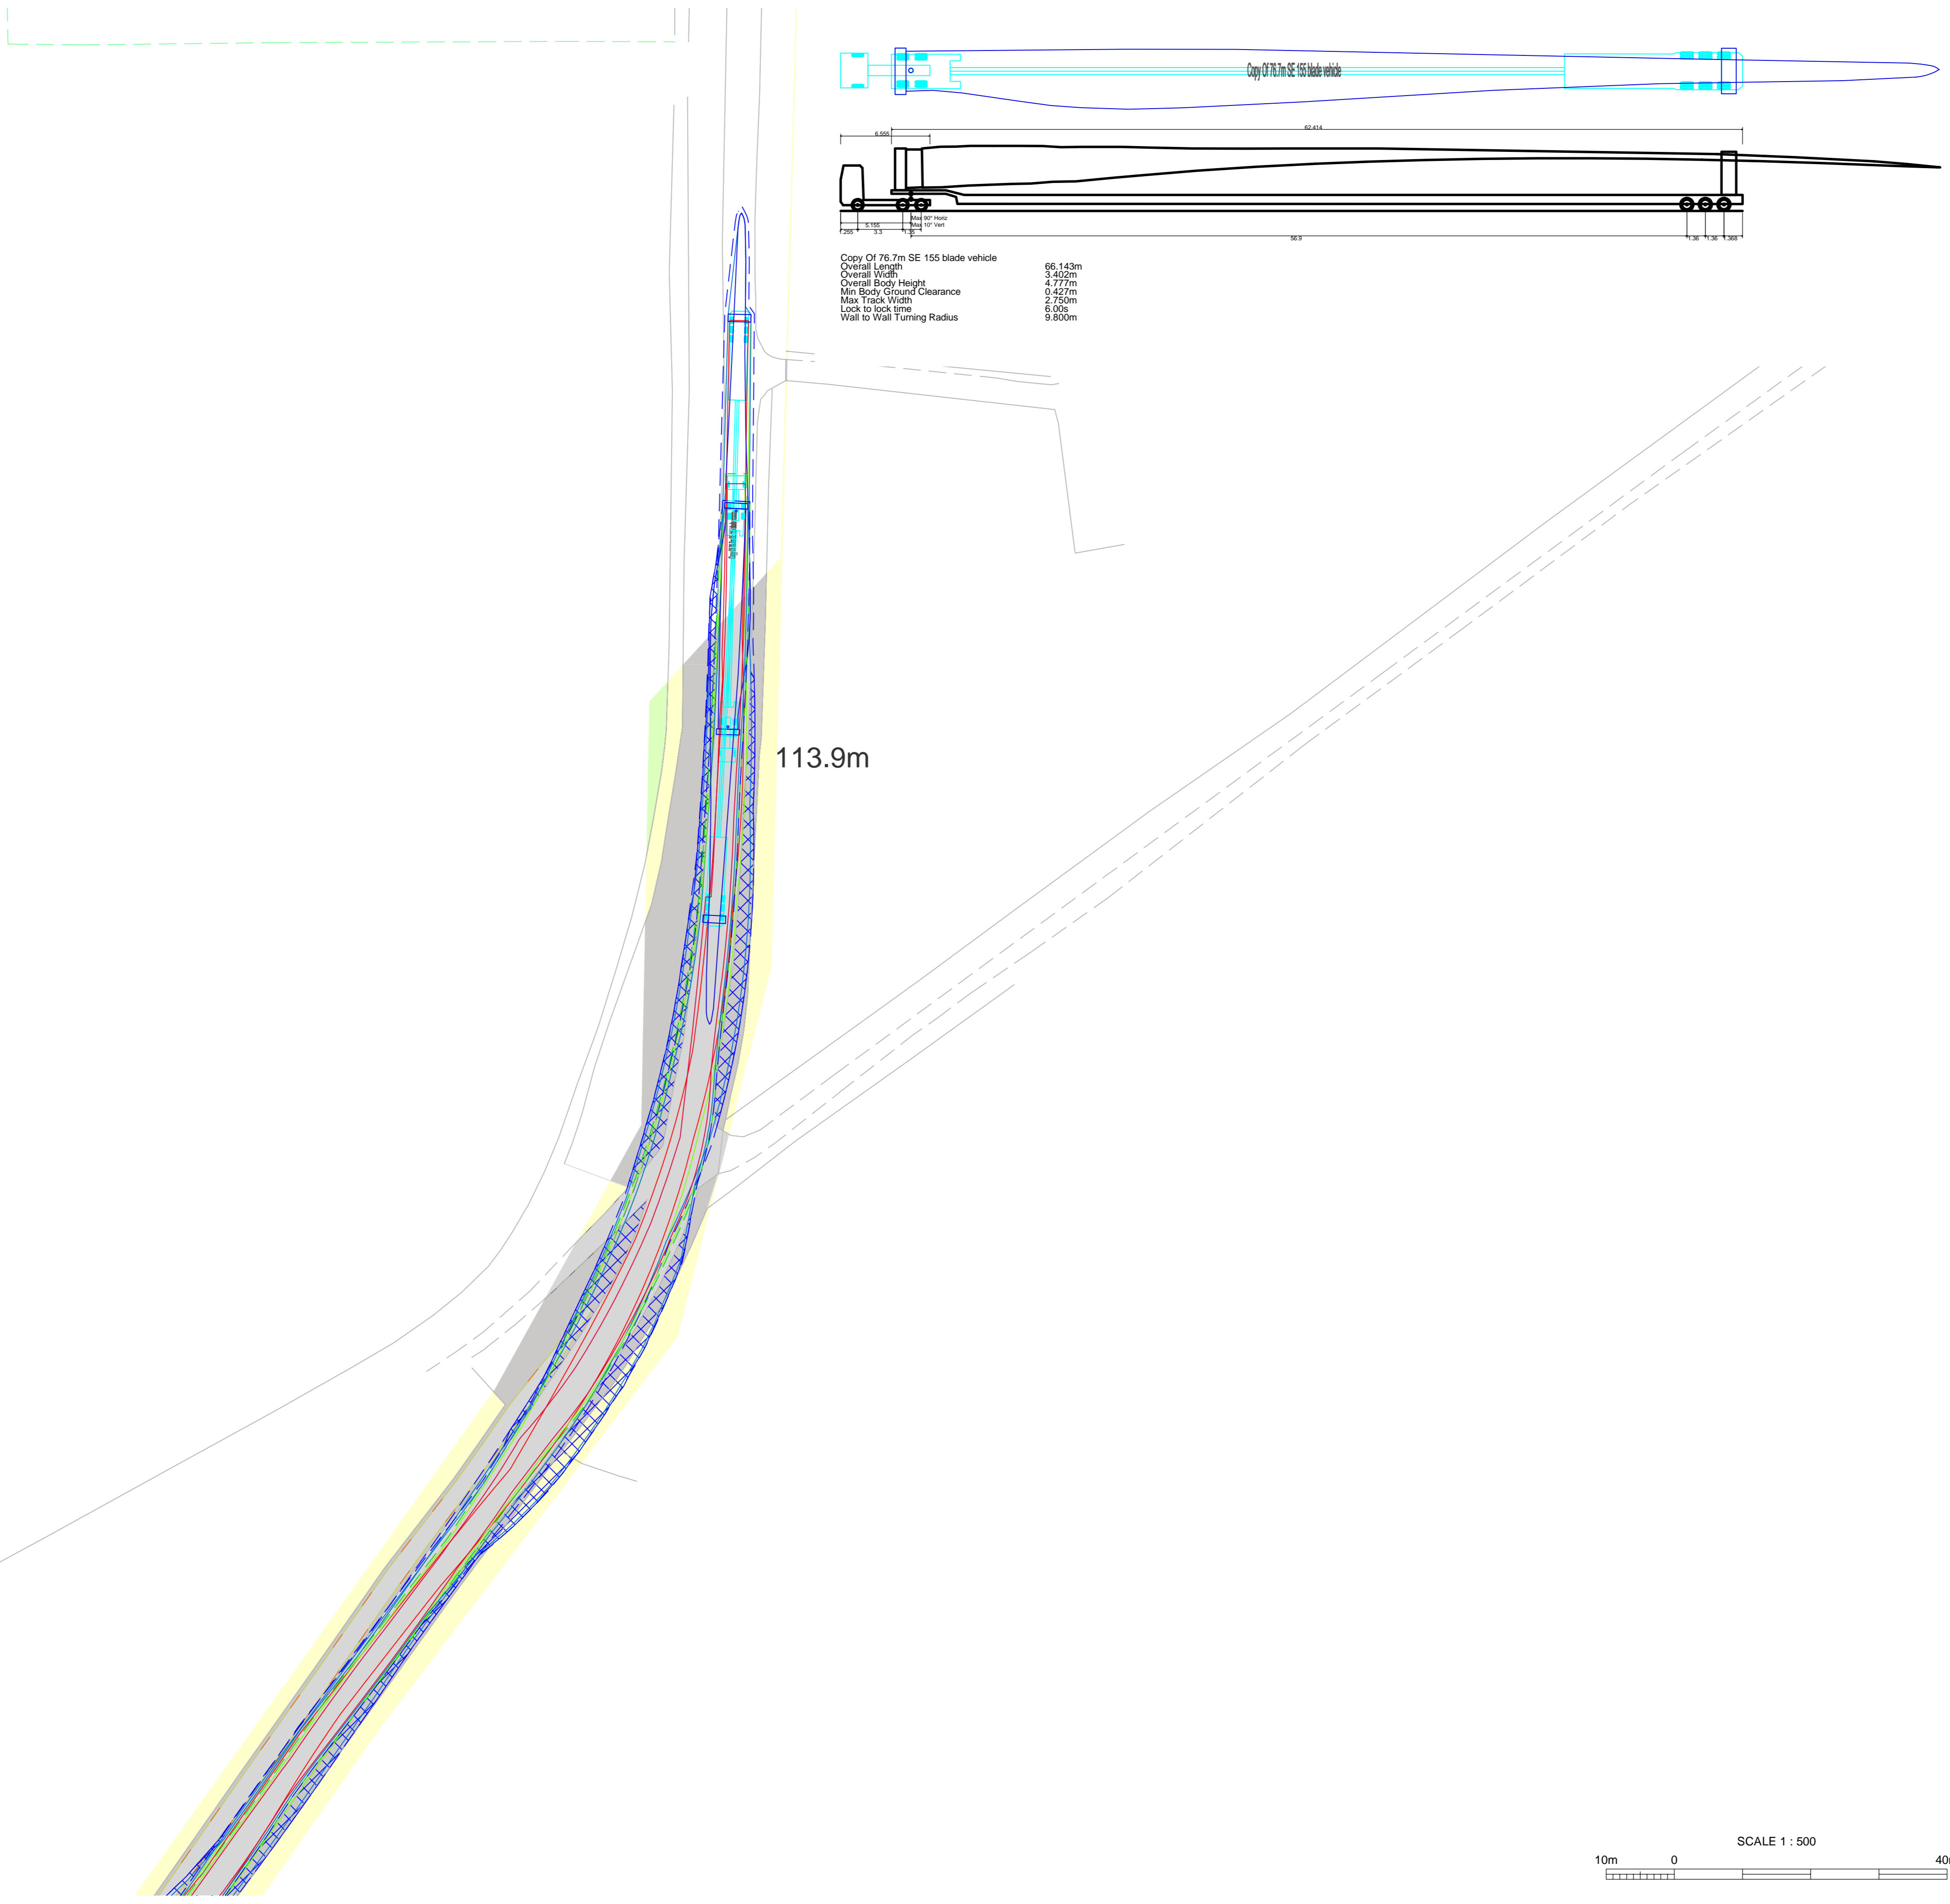 Copy Of 76.7m SE 155 blade vehicle
62.414
6.555
Max 90° Horiz
Max 10° Vert
5.155
1.255 3.3 1.35
56.9
1.36 1.36 1.368
Copy Of 76.7m SE 155 blade vehicle
Overall Length 66.143m
Overall Width 3.402m
Overall Body Height 4.777m
Min Body Ground Clearance 0.427m
Max Track Width 2.750m
Lock to lock time 6.00s
Wall to Wall Turning Radius 9.800m
113.9m
SCALE 1 : 500
10m 0 40